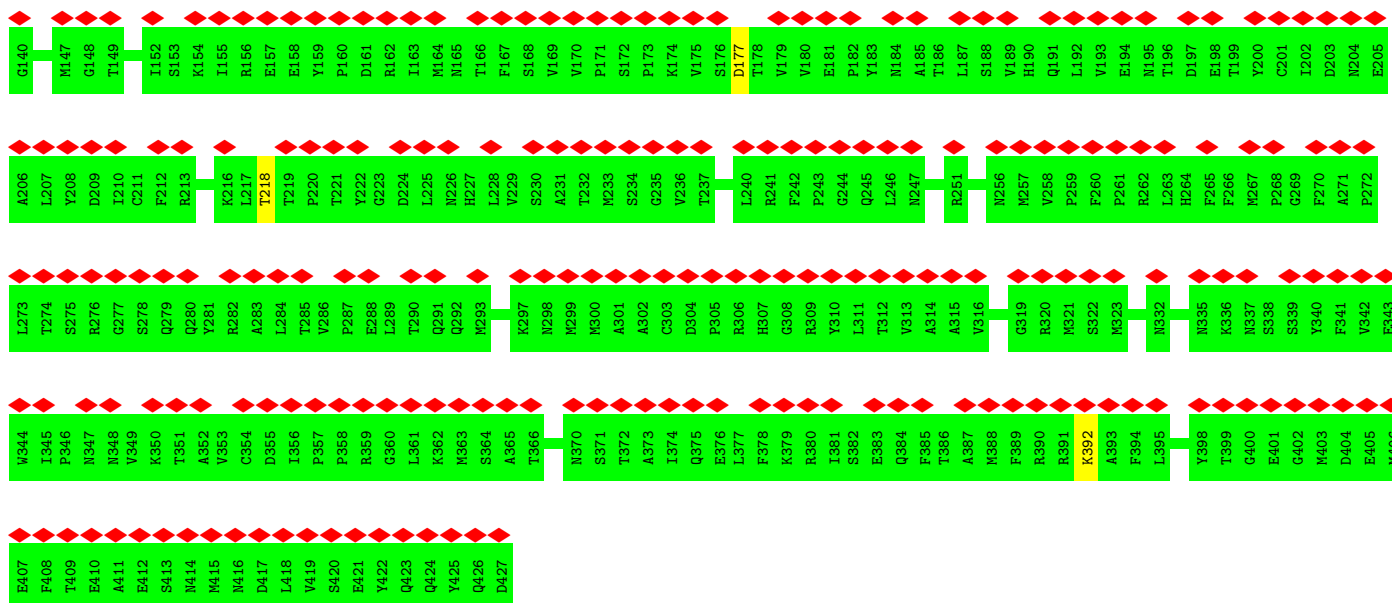 G140 M147 G148 T149 I152 S153 K154 I155 R156 E157 E158 Y159 P160 D161 R162 I163 M164 N165 T166 F167 S168 V169 V170 P171 S172 P173 K174 V175 S176 D177 T178 V179 V180 E181 P182 Y183 N184 A185 T186 L187 S188 V189 H190 Q191 L192 V193 E194 N195 T196 D197 E198 T199 Y200 C201 I202 D203 N204 E205
A206 L207 Y208 D209 I210 C211 F212 R213 K216 L217 T218 T219 P220 T221 Y222 G223 D224 L225 N226 H227 L228 V229 S230 A231 T232 M233 S234 G235 V236 T237 L240 R241 F242 P243 G244 Q245 L246 N247 R251 N256 M257 V258 P259 F260 P261 R262 L263 H264 F265 F266 M267 P268 G269 F270 A271 P272
L273 T274 S275 R276 G277 S278 Q279 Q280 Y281 R282 A283 L284 T285 V286 P287 E288 L289 T290 Q291 Q292 M293 K297 N298 M299 M300 A301 A302 C303 D304 P305 R306 H307 G308 R309 Y310 L311 T312 V313 A314 A315 V316 G319 R320 M321 S322 M323 N332 N335 K336 N337 S338 S339 Y340 F341 V342
W344 I345 P346 N347 N348 V349 K350 T351 A352 V353 C354 D355 I356 P357 P358 R359 G360 L361 K362 M363 S364 A365 T366 N370 S371 T372 A373 I374 Q375 E376 L377 F378 K379 R380 I381 S382 E383 Q384 F385 T386 A387 M388 F389 R390 R391 K392 A393 F394 L395 Y398 T399 G400 E401 G402 M403 D404 E405
E407 F408 T409 E410 A411 E412 S413 N414 M415 N416 D417 L418 V419 S420 E421 Y422 Q423 Q424 Y425 Q426 D427